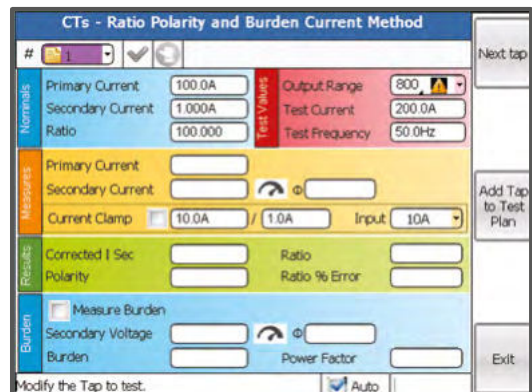 CTs - Ratio Polarity and Burden Current Method
# 1
Next tap
Nominals
Primary Current 100.0A
Secondary Current 1.000A
Ratio 100.000
Test Values
Output Range 800
Test Current 200.0A
Test Frequency 50.0Hz
Measures
Primary Current
Secondary Current Φ
Current Clamp 10.0A / 1.0A Input 10A
Add Tap
to Test
Plan
Results
Corrected I Sec Ratio
Polarity Ratio % Error
Burden
Measure Burden
Secondary Voltage Φ
Burden Power Factor
Exit
Modify the Tap to test. Auto